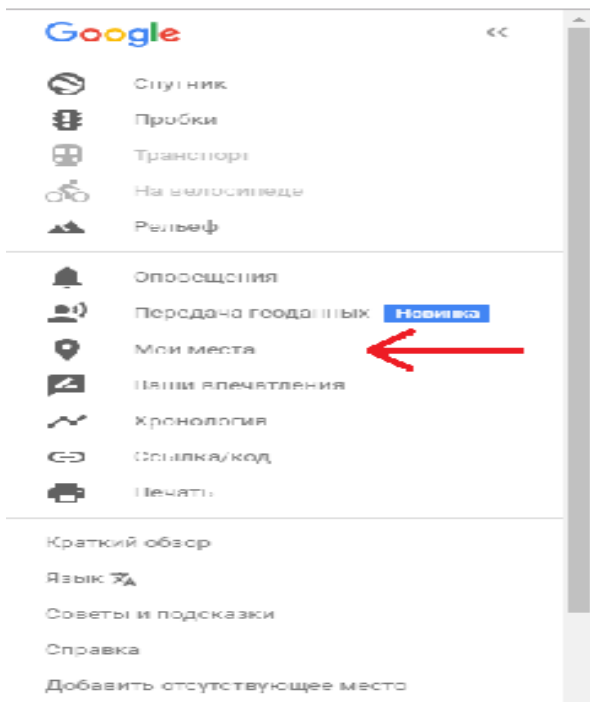 Google <<
Спутник
Пробки
Транспорт
На велосипеде
Рельеф
Оповещения
Передача геоданных Новинка
Мои места
Ваши впечатления
Хронология
Ссылка/код
Печать
Краткий обзор
Язык
Советы и подсказки
Справка
Добавить отсутствующее место